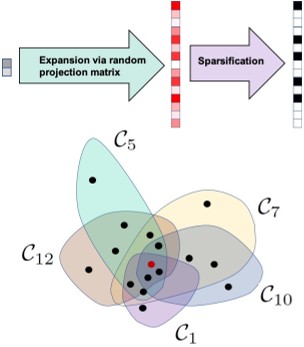 Expansion via random
projection matrix
Sparsification
C₅
C₇
C₁₂
C₁₀
C₁